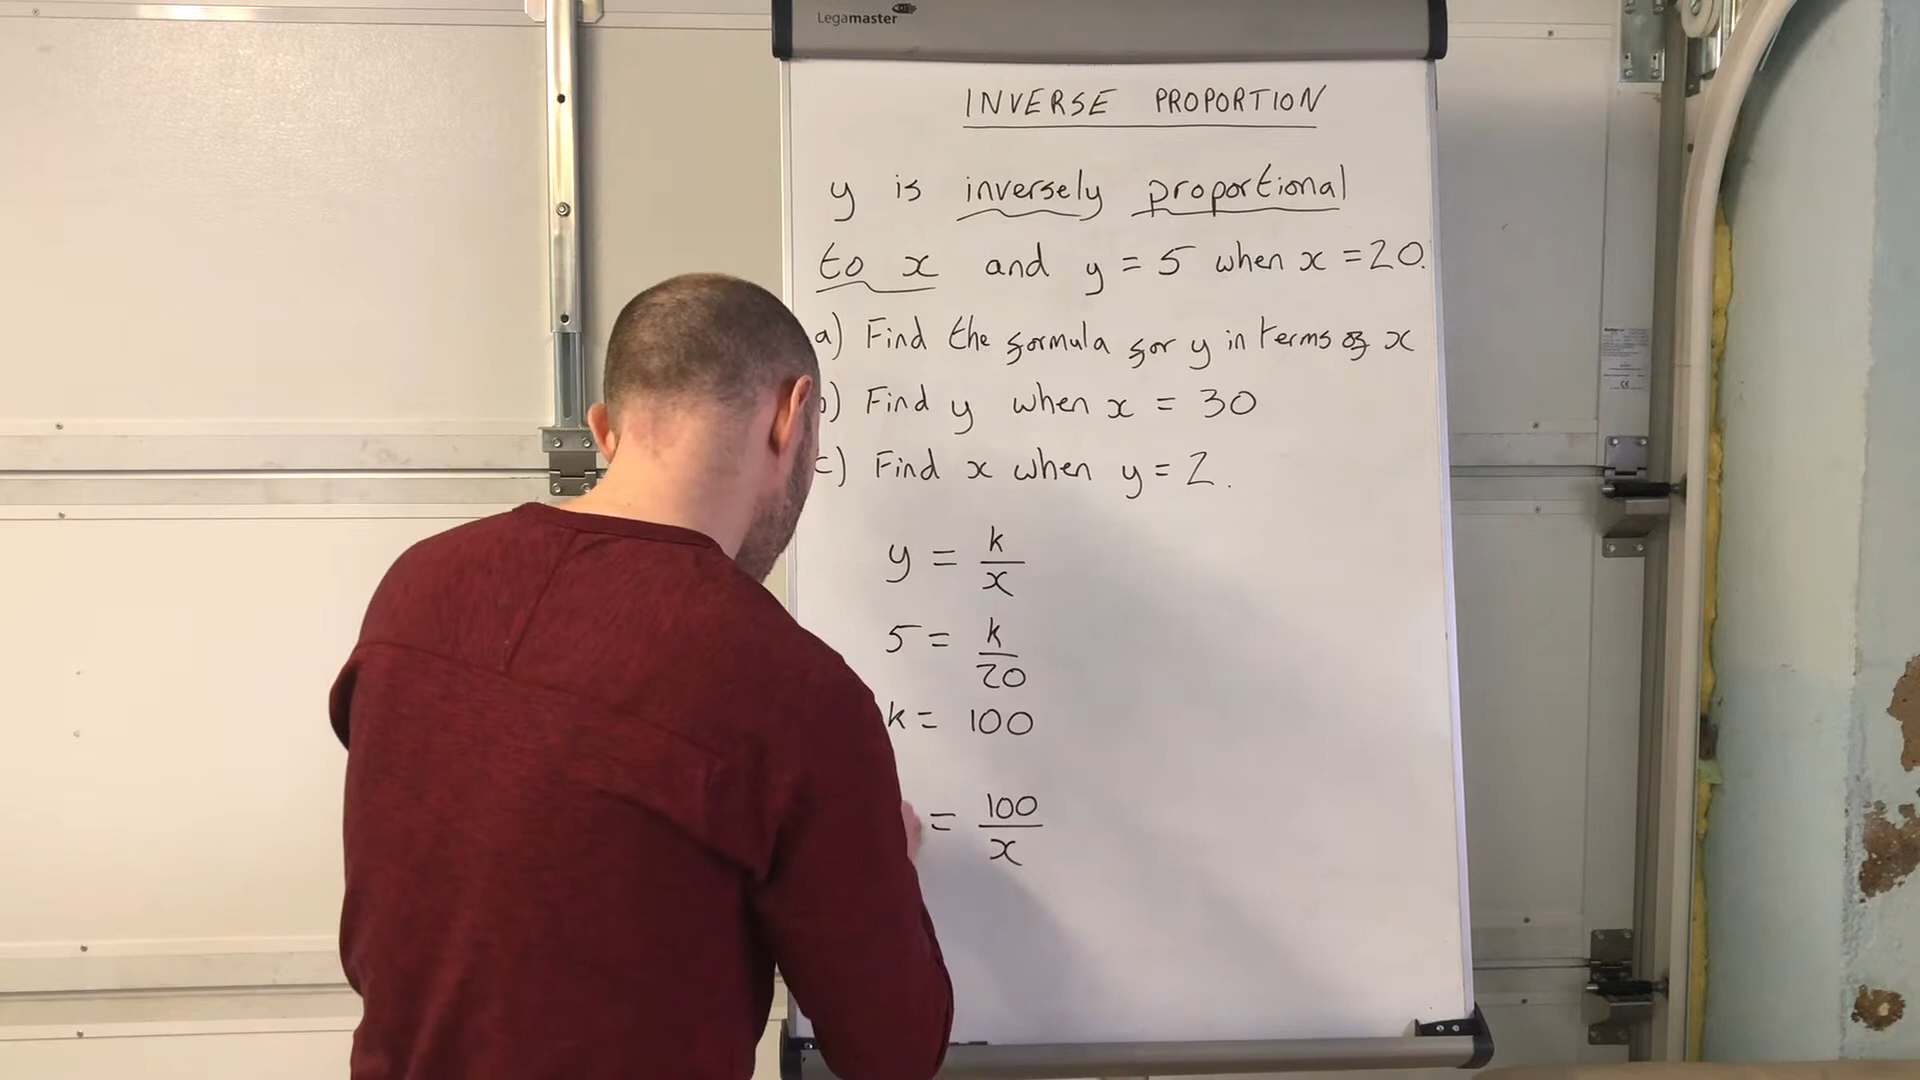 Legamaster
INVERSE PROPORTION
y is inversely proportional
to x and y = 5 when x = 20.
a) Find the formula for y in terms of x
b) Find y when x = 30
c) Find x when y = 2.
y = k/x
5 = k/20
k = 100
= 100/x